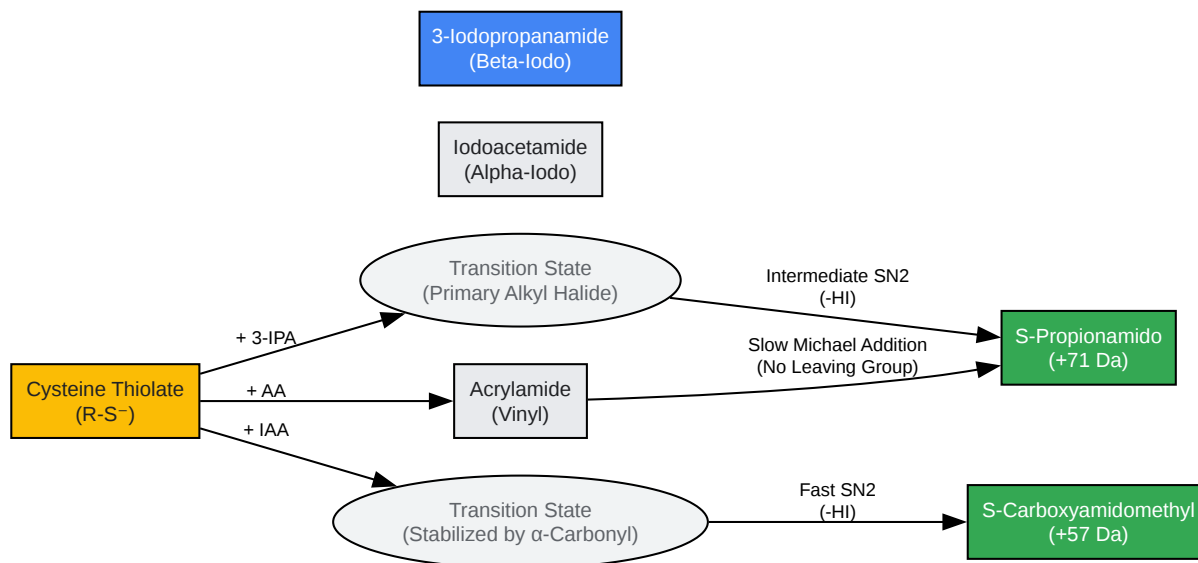 3-Iodopropanamide
(Beta-Iodo)
Iodoacetamide
(Alpha-Iodo)
Transition State
(Primary Alkyl Halide)
Intermediate SN2
(-HI)
+ 3-IPA
S-Propionamido
(+71 Da)
Slow Michael Addition
(No Leaving Group)
Cysteine Thiolate
(R-S⁻)
+ AA
Acrylamide
(Vinyl)
+ IAA
Transition State
(Stabilized by α-Carbonyl)
Fast SN2
(-HI)
S-Carboxyamidomethyl
(+57 Da)